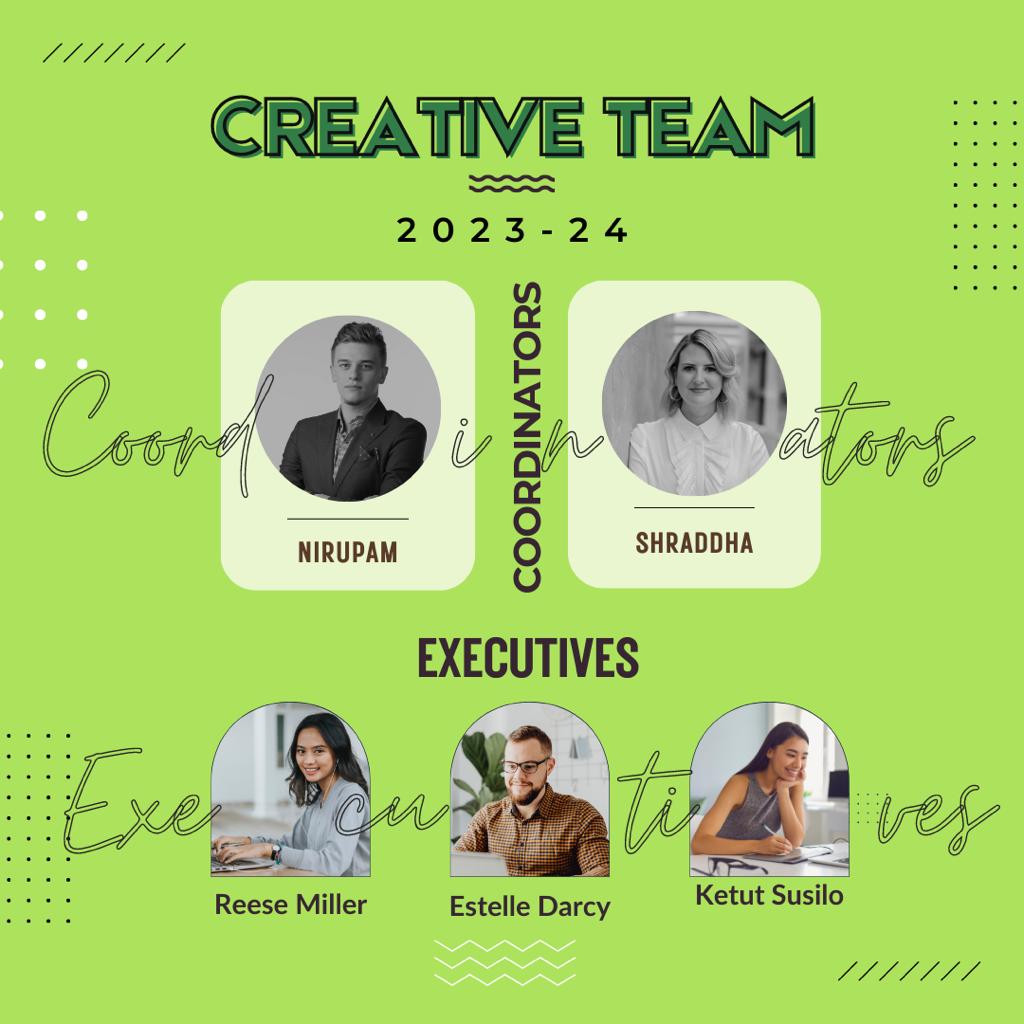 CREATIVE TEAM
2023-24
COORDINATORS
Coordinators
NIRUPAM
SHRADDHA
EXECUTIVES
Executives
Reese Miller
Estelle Darcy
Ketut Susilo